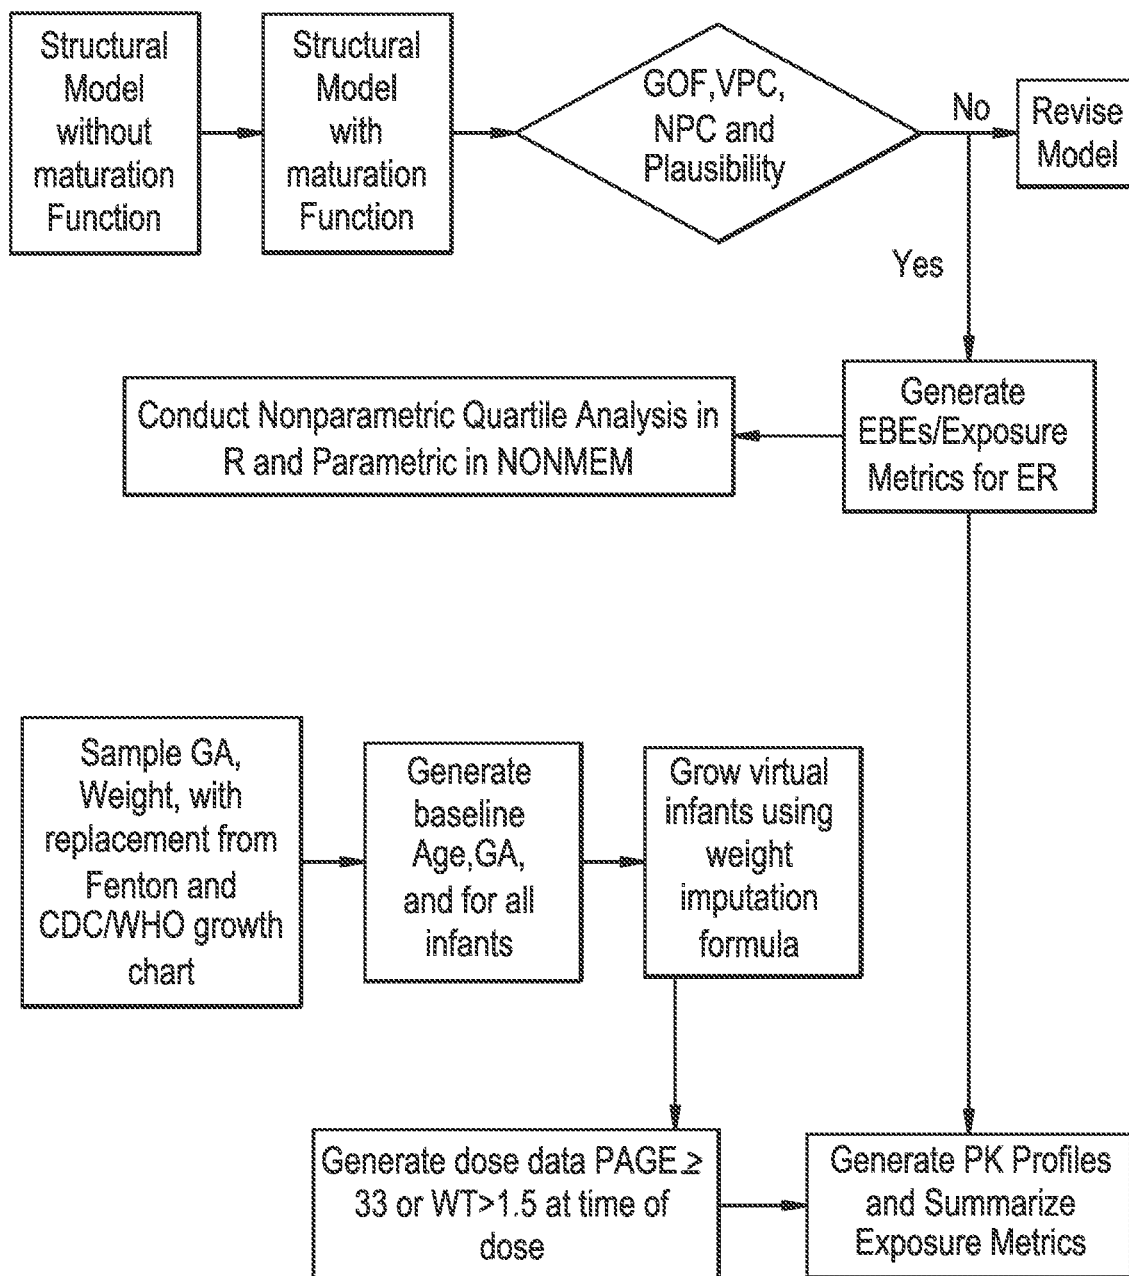 Structural
Model
without
maturation
Function
Structural
Model
with
maturation
Function
GOF,VPC,
NPC and
Plausibility
No
Revise
Model
Yes
Generate
EBEs/Exposure
Metrics for ER
Conduct Nonparametric Quartile Analysis in
R and Parametric in NONMEM
Sample GA,
Weight, with
replacement from
Fenton and
CDC/WHO growth
chart
Generate
baseline
Age,GA,
and for all
infants
Grow virtual
infants using
weight
imputation
formula
Generate dose data PAGE ≥
33 or WT>1.5 at time of
dose
Generate PK Profiles
and Summarize
Exposure Metrics